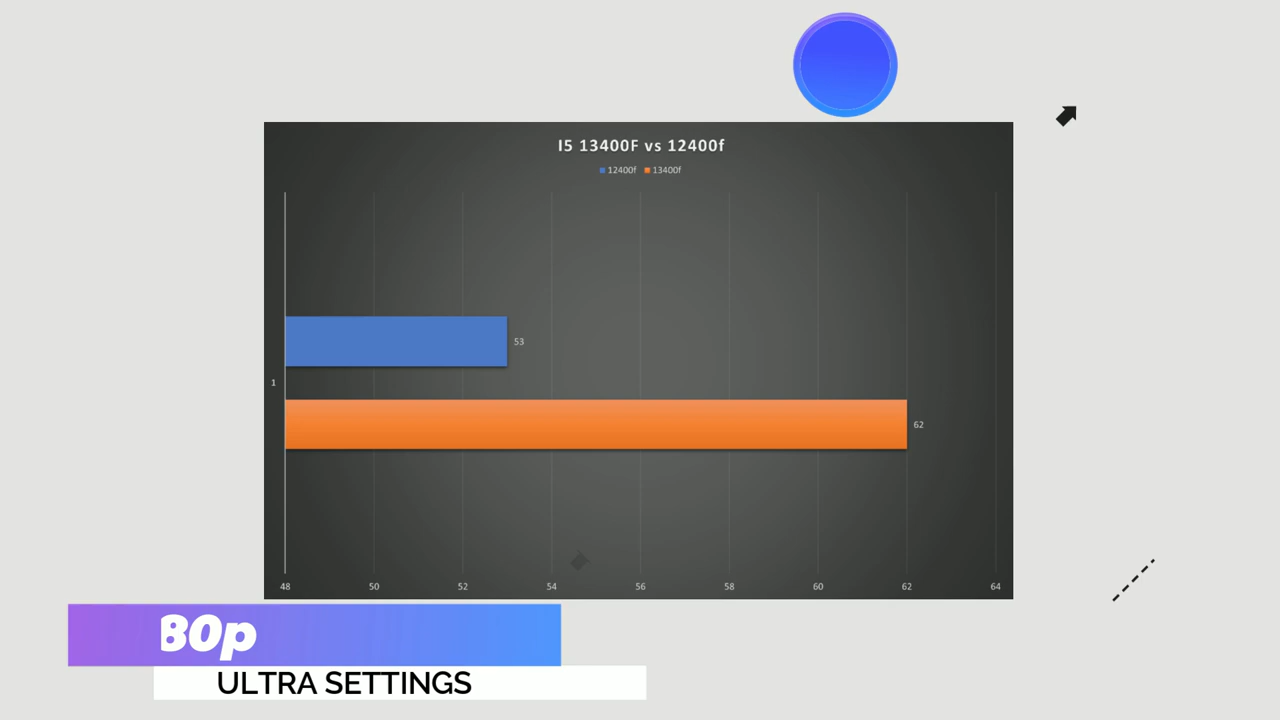 I5 13400F vs 12400f
12400f 13400f
53
1
62
48 50 52 54 56 58 60 62 64
80p
ULTRA SETTINGS